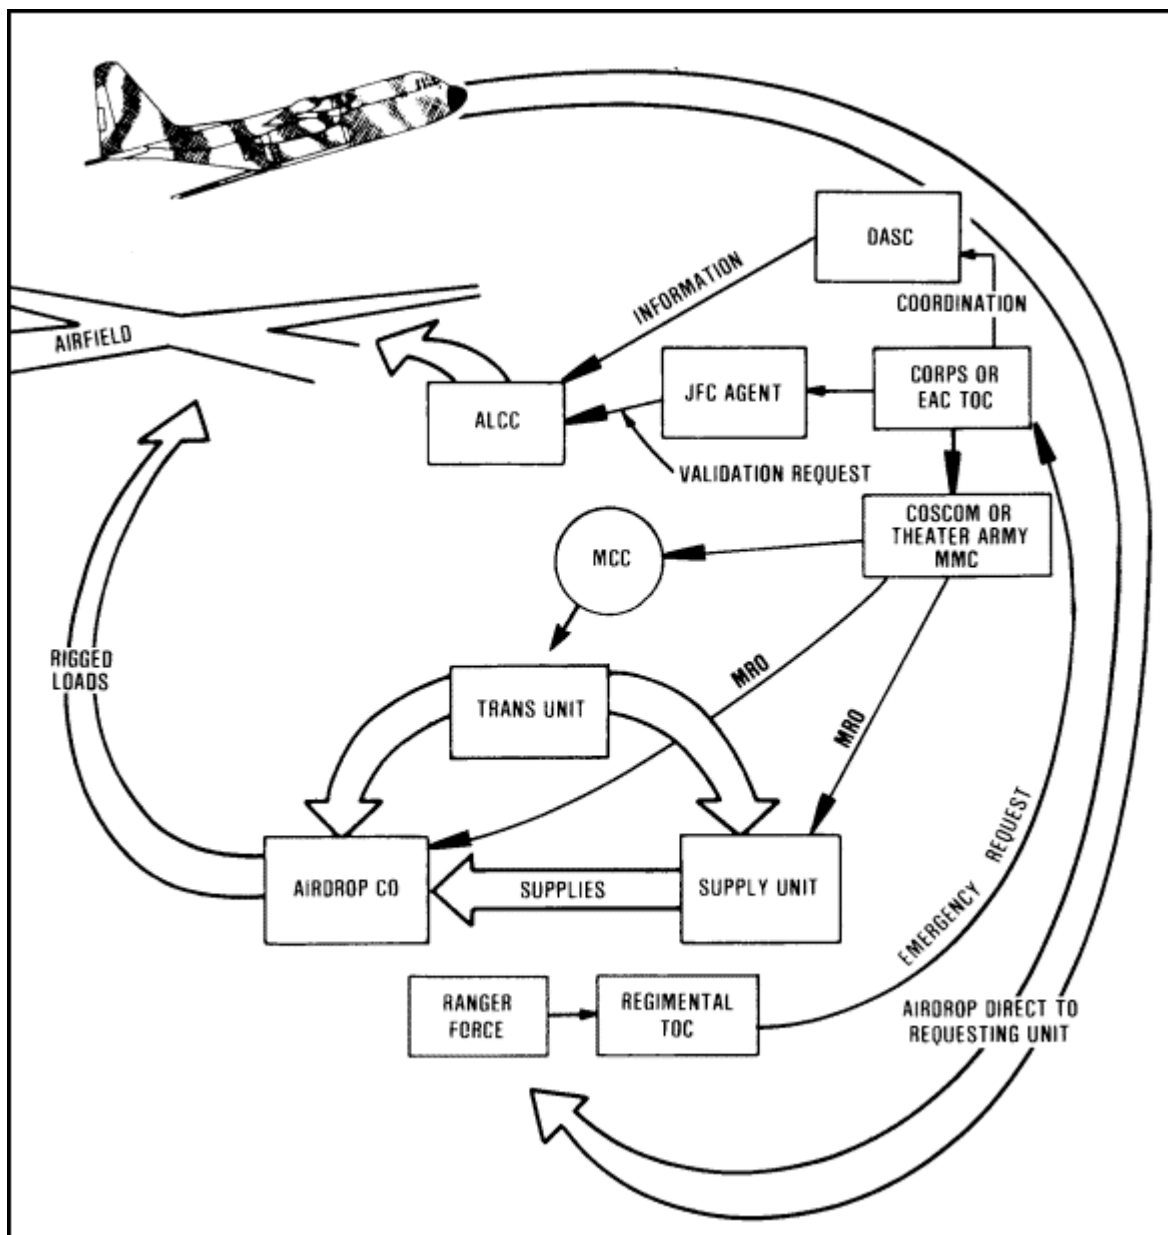 DASC
INFORMATION
COORDINATION
AIRFIELD
ALCC
JFC AGENT
CORPS OR
EAC TOC
VALIDATION REQUEST
COSCOM OR
THEATER ARMY
MMC
MCC
RIGGED
LOADS
MRO
TRANS UNIT
MRO
EMERGENCY REQUEST
AIRDROP CO
SUPPLIES
SUPPLY UNIT
RANGER
FORCE
REGIMENTAL
TOC
AIRDROP DIRECT TO
REQUESTING UNIT